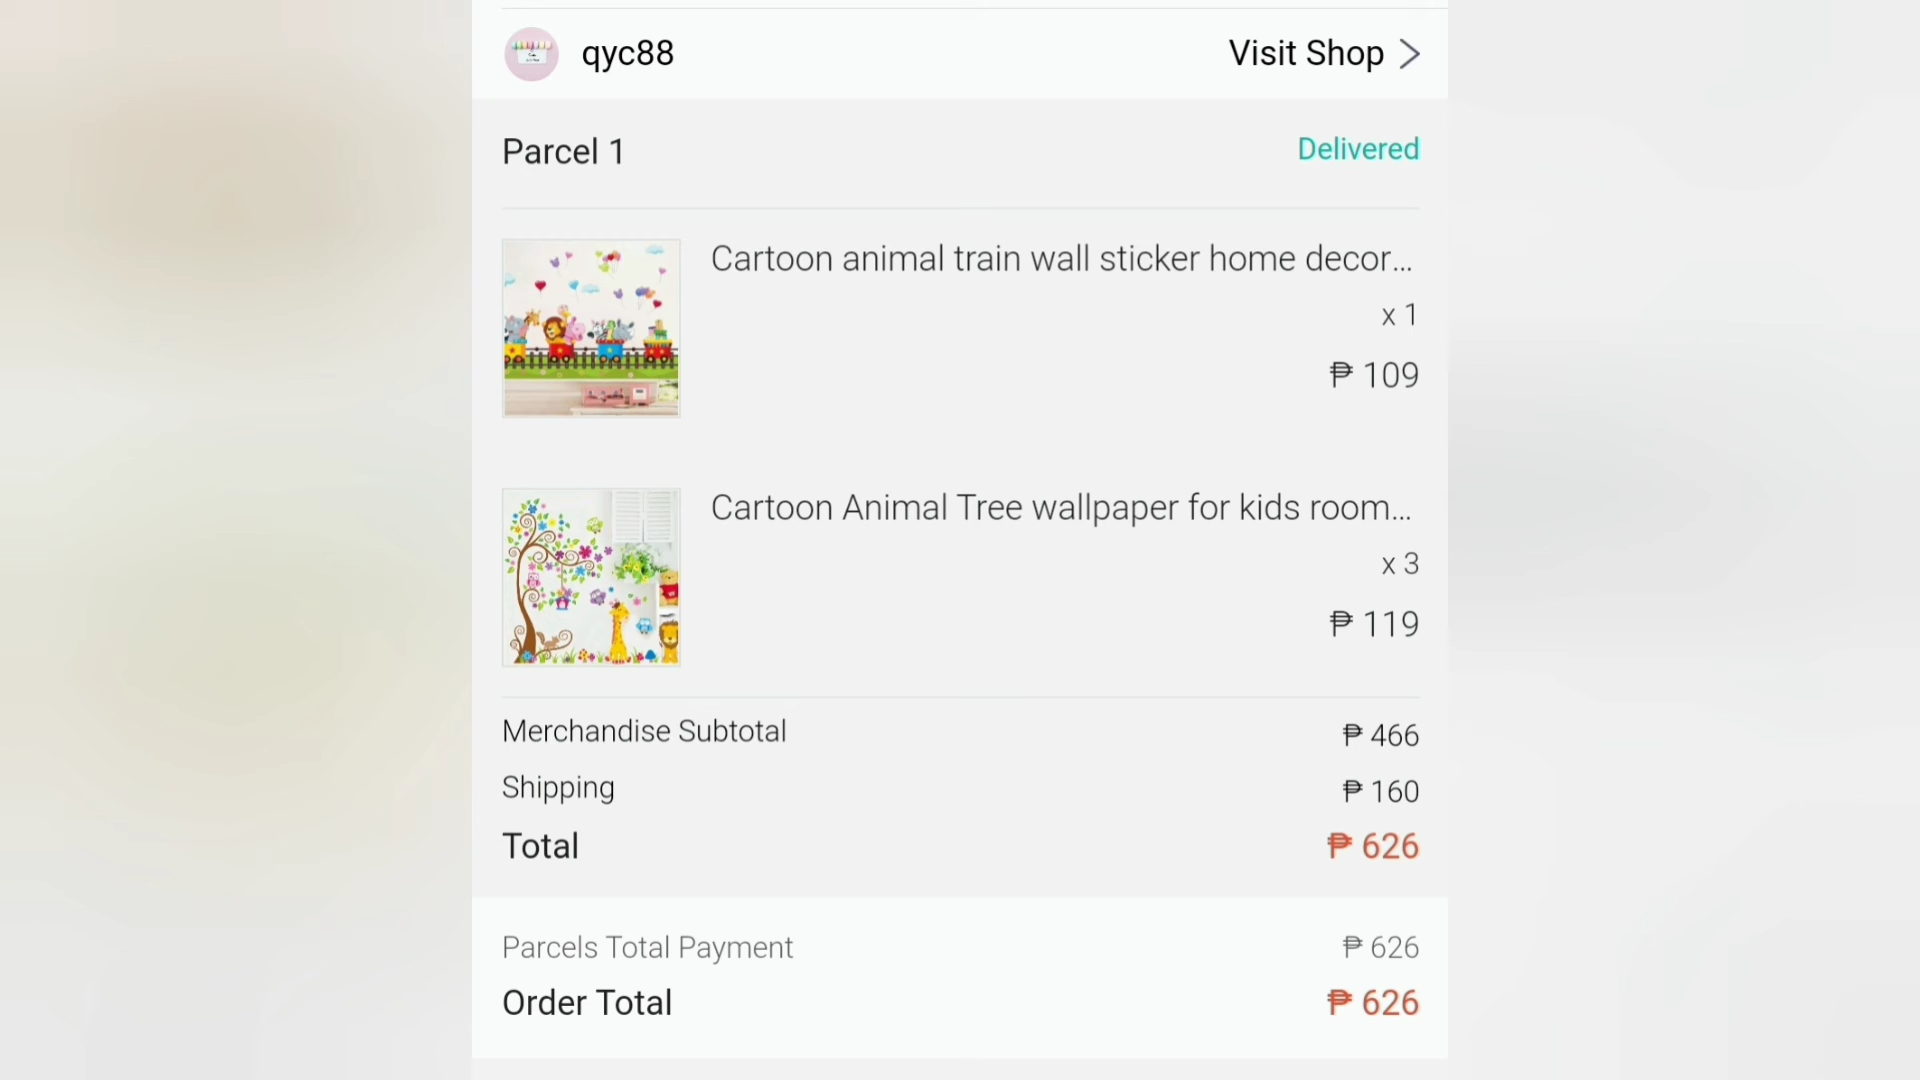 qyc88 Visit Shop
Parcel 1 Delivered
Cartoon animal train wall sticker home decor...
x 1
₱ 109
Cartoon Animal Tree wallpaper for kids room...
x 3
₱ 119
Merchandise Subtotal ₱ 466
Shipping ₱ 160
Total ₱ 626
Parcels Total Payment ₱ 626
Order Total ₱ 626